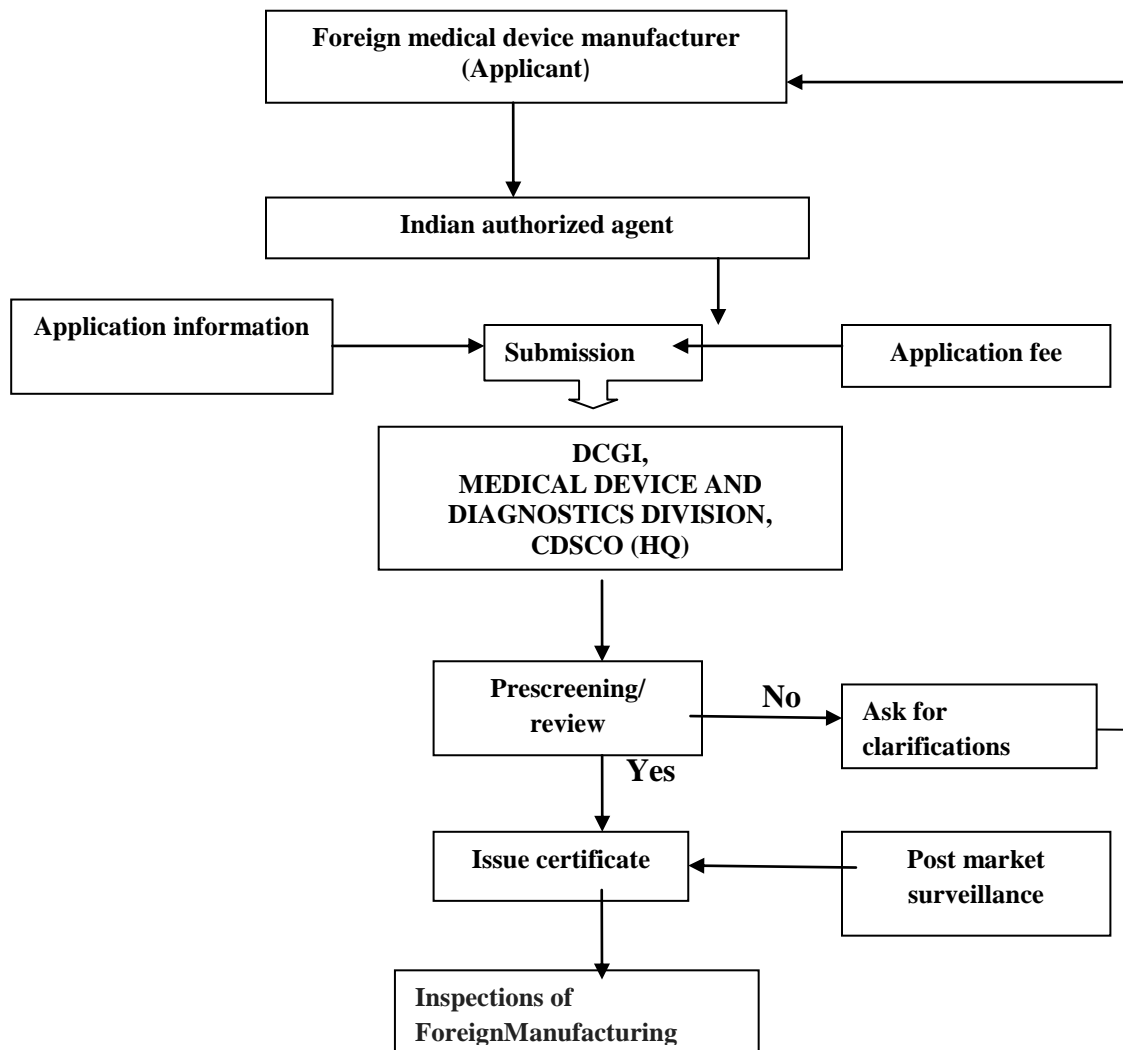 Foreign medical device manufacturer
(Applicant)
Indian authorized agent
Application information
Submission
Application fee
DCGI,
MEDICAL DEVICE AND
DIAGNOSTICS DIVISION,
CDSCO (HQ)
Prescreening/
review
No
Ask for
clarifications
Yes
Issue certificate
Post market
surveillance
Inspections of
ForeignManufacturing